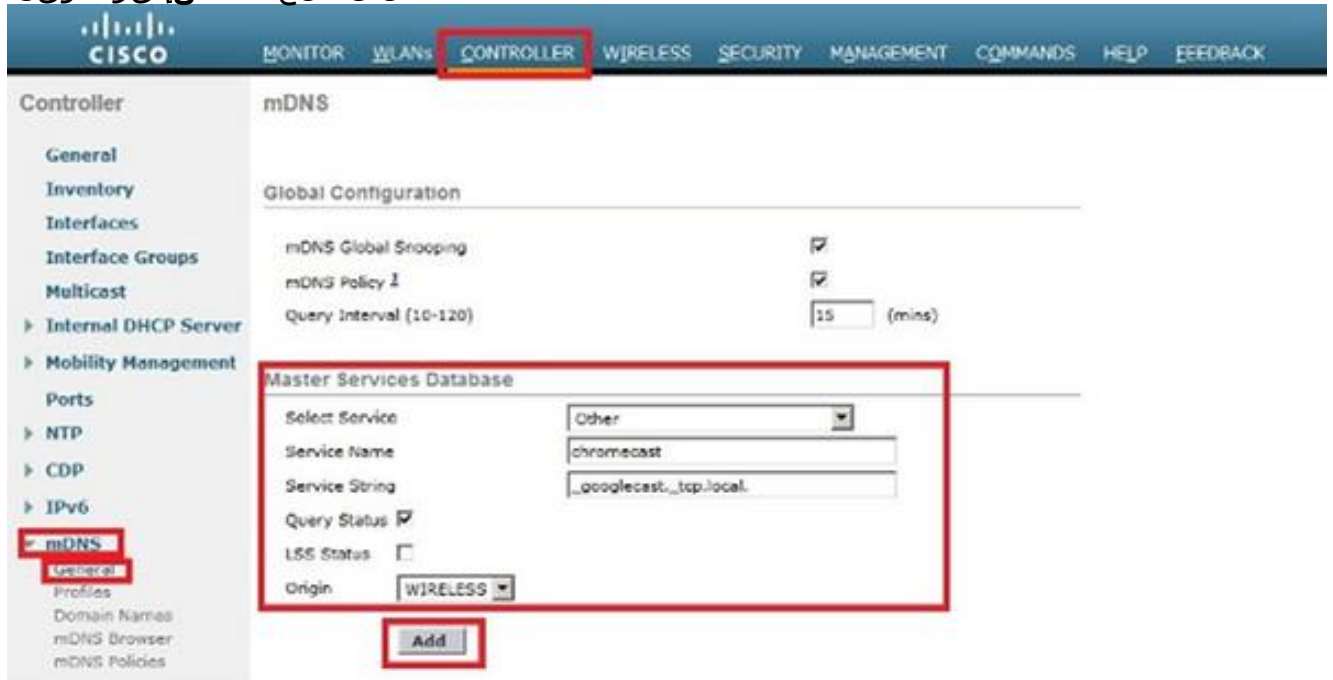 CISCO
MONITOR WLANs CONTROLLER WIRELESS SECURITY MANAGEMENT COMMANDS HELP FEEDBACK
Controller
mDNS
General
Inventory
Interfaces
Interface Groups
Multicast
Internal DHCP Server
Mobility Management
Ports
NTP
CDP
IPv6
mDNS
General
Profiles
Domain Names
mDNS Browser
mDNS Policies
Global Configuration
mDNS Global Snooping
mDNS Policy 1
Query Interval (10-120) 15 (mins)
Master Services Database
Select Service Other
Service Name chromecast
Service String _googlecast._tcp.local.
Query Status
LSS Status
Origin WIRELESS
Add